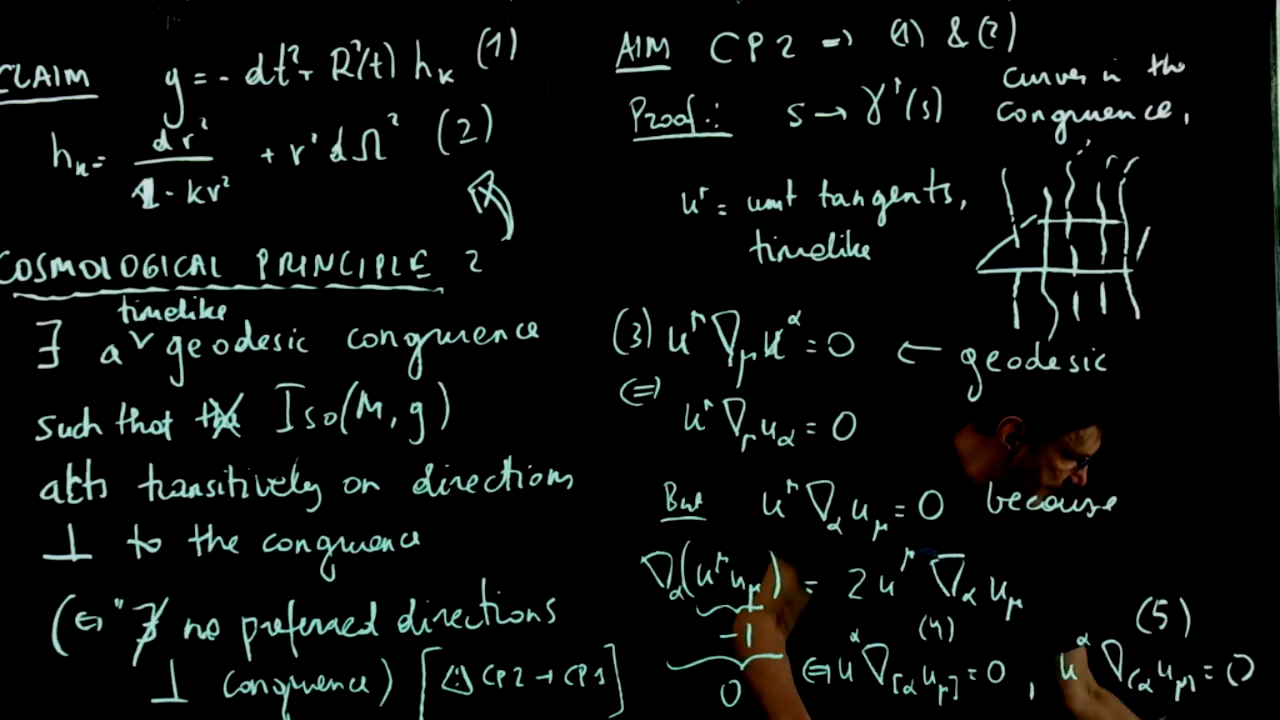 CLAIM g = - dt² + R²(t) h_k (1)
h_k = dr² / (1 - kr²) + r² dΩ² (2)
COSMOLOGICAL PRINCIPLE 2
∃ a timelike geodesic congruence
such that Iso(M, g)
acts transitively on directions
⊥ to the congruence
(⇔ " no preferred directions
⊥ congruence) [⚠ CP2 → CP1]
AIM CP2 ⇒ (1) & (2)
Proof: s → γ^μ(s) curves in the
congruence,
u^μ = unit tangents,
timelike
(3) u^μ ∇_μ u^α = 0 ← geodesic
⇔
u^μ ∇_μ u_α = 0
But u^μ ∇_α u_μ = 0 because
∇_α(u^μ u_μ) = 2 u^μ ∇_α u_μ
-1
0
⇔ u^α ∇_[α u_μ] = 0 (4), u^α ∇_(α u_μ) = 0 (5)